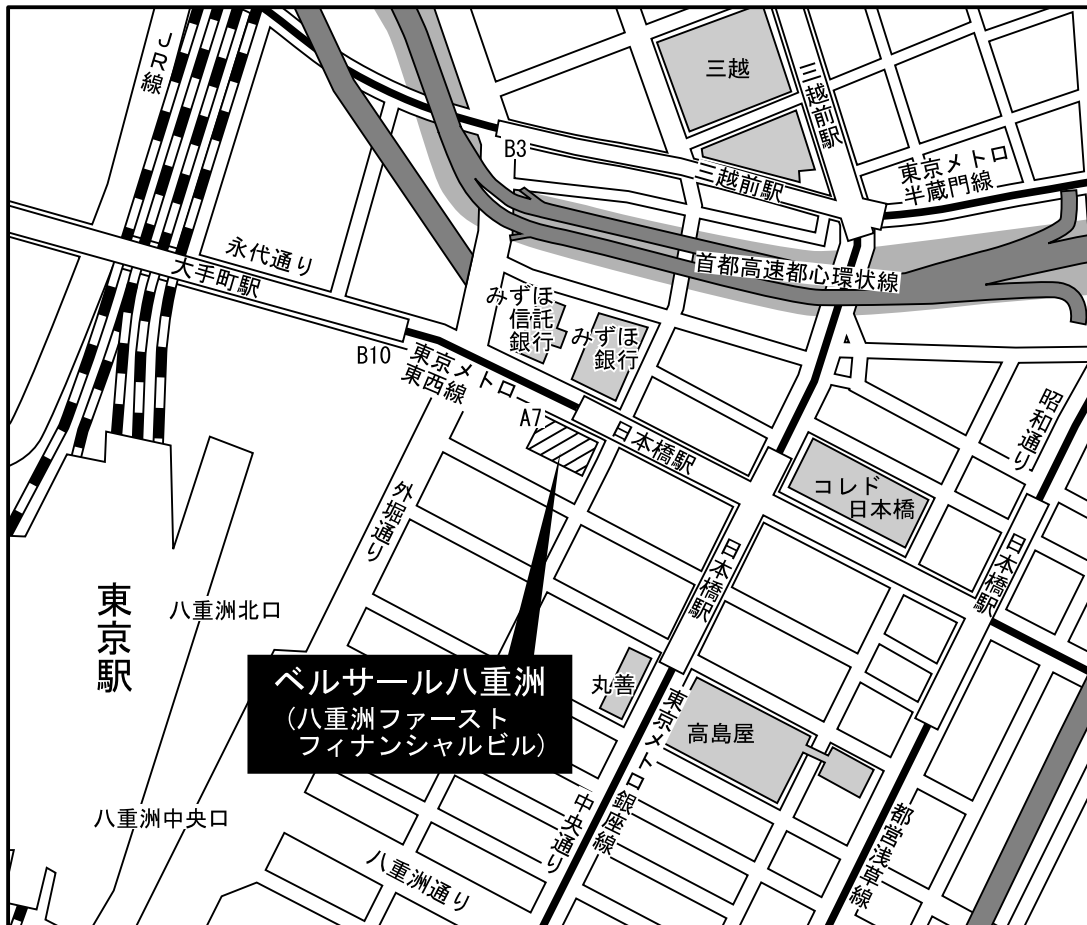 JR線
三越
三越前駅
B3
三越前駅
東京メトロ
半蔵門線
永代通り
大手町駅
首都高速都心環状線
みずほ
信託
銀行
みずほ
銀行
B10
東京メトロ
東西線
A7
日本橋駅
昭和通り
コレド
日本橋
外堀通り
日本橋駅
日本橋駅
東京駅
八重洲北口
ベルサール八重洲
(八重洲ファースト
フィナンシャルビル)
丸善
高島屋
東京メトロ銀座線
中央通り
都営浅草線
八重洲中央口
八重洲通り